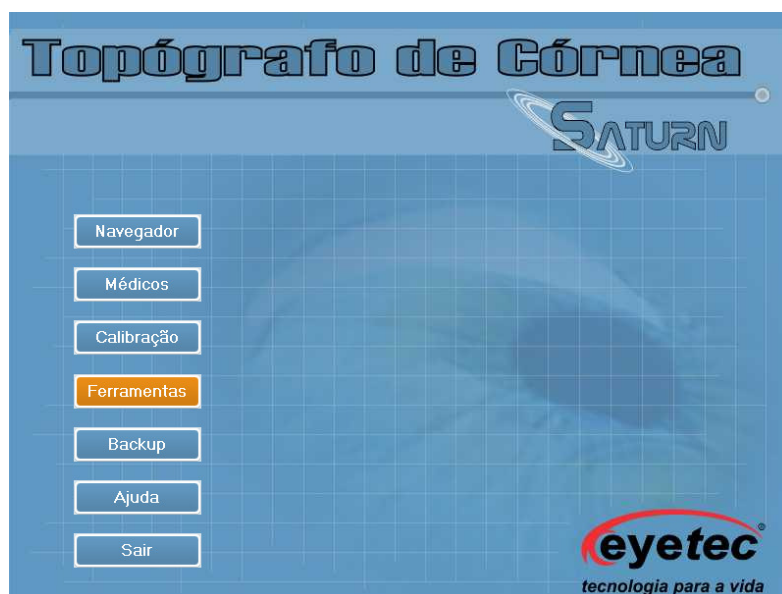 Topógrafo de Córnea
SATURN
Navegador
Médicos
Calibração
Ferramentas
Backup
Ajuda
Sair
eyetec®
tecnologia para a vida